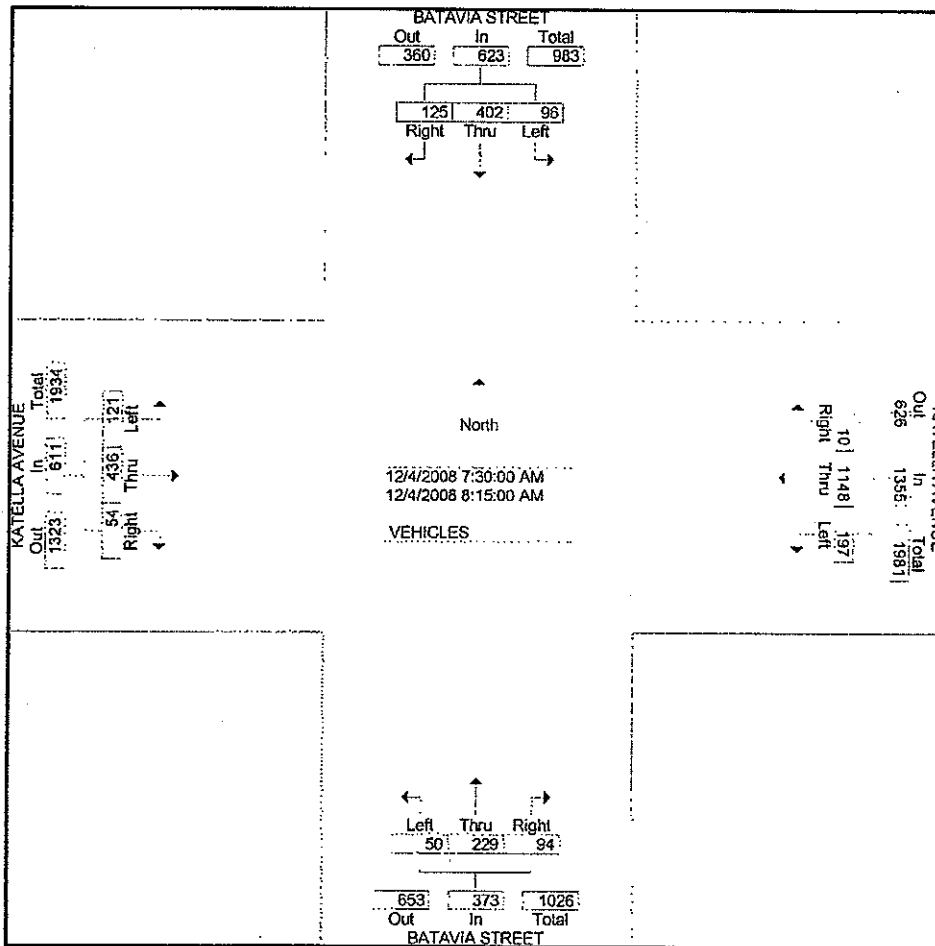 BATAVIA STREET
Out In Total
360 623 983
125 402 96
Right Thru Left
KATELLA AVENUE
Out In Total
1323 611 1934
54 436 121
Right Thru Left
North
12/4/2008 7:30:00 AM
12/4/2008 8:15:00 AM
VEHICLES
Right Thru Left
10 1148 197
Out In Total
626 1355 1981
Left Thru Right
50 229 94
653 373 1026
Out In Total
BATAVIA STREET